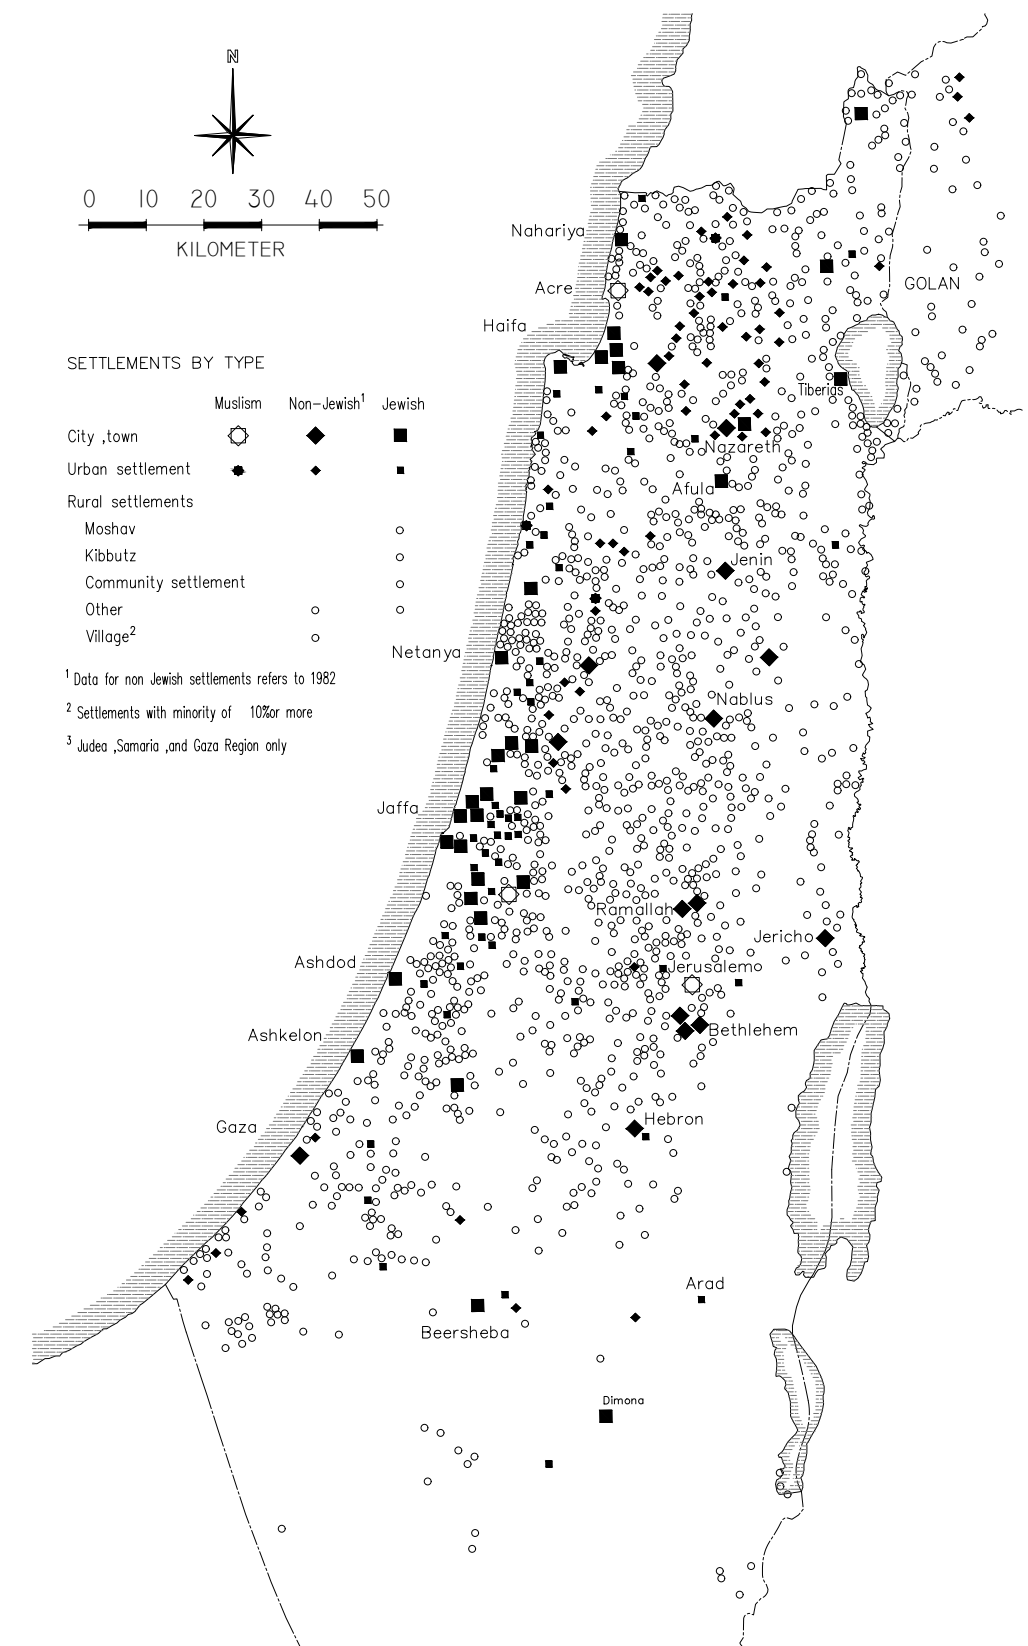 N
0 10 20 30 40 50
KILOMETER
Nahariya
Acre
GOLAN
Haifa
SETTLEMENTS BY TYPE
Tiberias
Muslism Non-Jewish1 Jewish
City ,town
Nazareth
Urban settlement
Afula
Rural settlements
Moshav
Kibbutz
Jenin
Community settlement
Other
Village2
Netanya
1 Data for non Jewish settlements refers to 1982
Nablus
2 Settlements with minority of 10%or more
3 Judea ,Samaria ,and Gaza Region only
Jaffa
Ramallah
Jericho
Ashdod
Jerusalem
Ashkelon
Bethlehem
Gaza
Hebron
Arad
Beersheba
Dimona